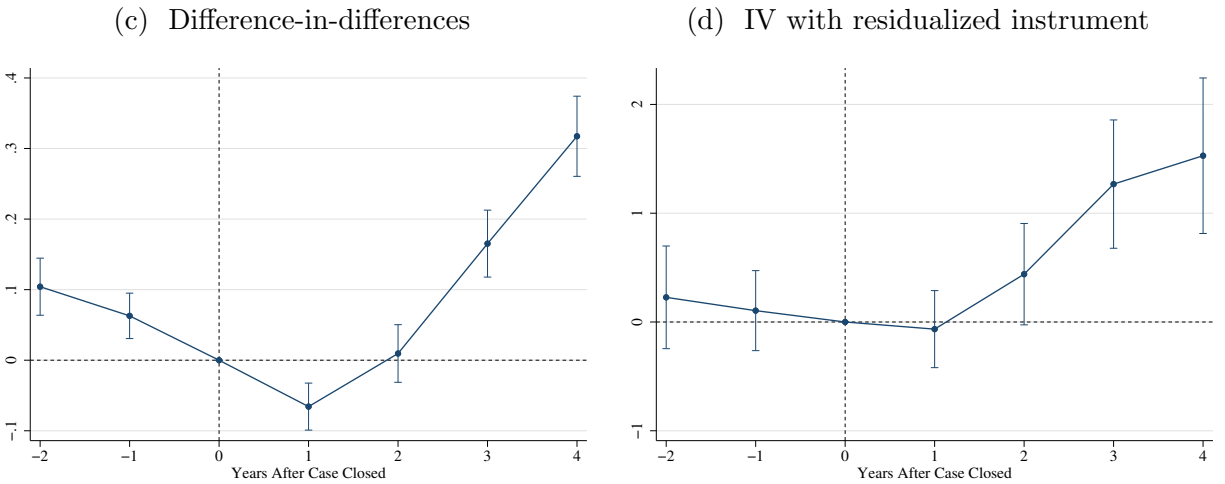 (c) Difference-in-differences
.4
.3
.2
.1
0
-.1
-2 -1 0 1 2 3 4
Years After Case Closed
(d) IV with residualized instrument
2
1
0
-1
-2 -1 0 1 2 3 4
Years After Case Closed